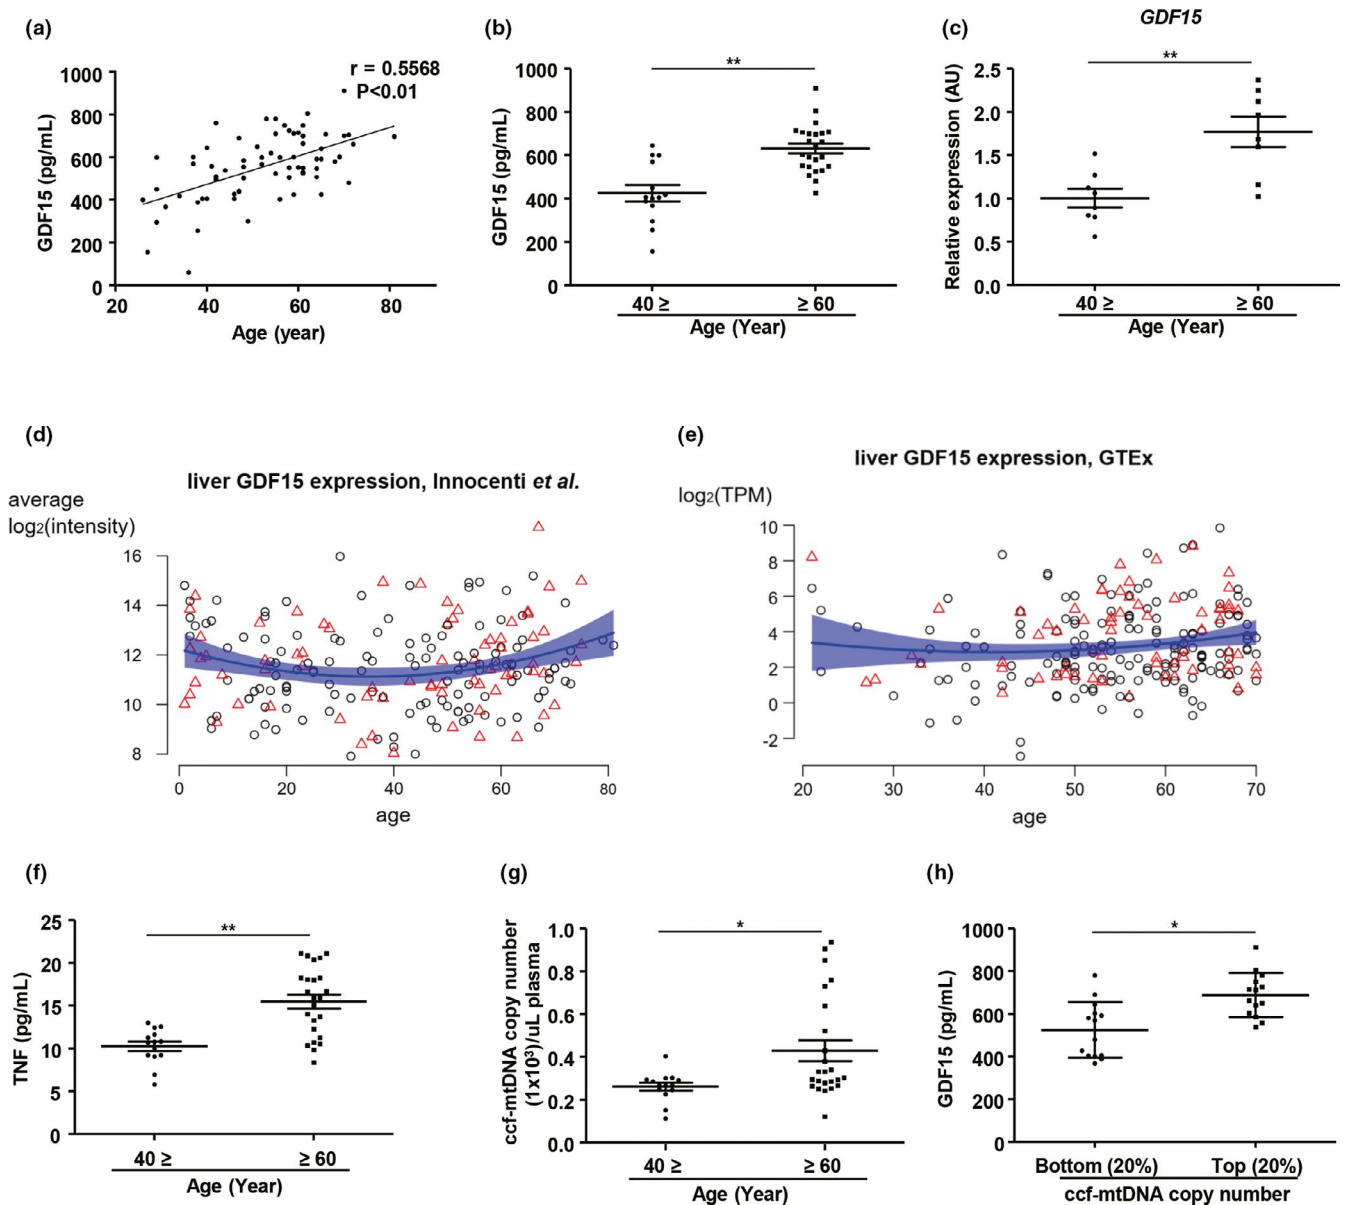 (a)
r = 0.5568
P<0.01
GDF15 (pg/mL)
1000
800
600
400
200
0
20
40
60
80
Age (year)
(b)
**
GDF15 (pg/mL)
1000
800
600
400
200
0
40 ≥
≥ 60
Age (Year)
(c)
GDF15
**
Relative expression (AU)
2.5
2.0
1.5
1.0
0.5
0.0
40 ≥
≥ 60
Age (Year)
(d)
liver GDF15 expression, Innocenti et al.
average
log2(intensity)
16
14
12
10
8
0
20
40
60
80
age
(e)
liver GDF15 expression, GTEx
log2(TPM)
10
8
6
4
2
0
-2
20
30
40
50
60
70
age
(f)
**
TNF (pg/mL)
25
20
15
10
5
0
40 ≥
≥ 60
Age (Year)
(g)
*
ccf-mtDNA copy number
(1x10³)/uL plasma
1.0
0.8
0.6
0.4
0.2
0.0
40 ≥
≥ 60
Age (Year)
(h)
*
GDF15 (pg/mL)
1000
800
600
400
200
0
Bottom (20%)
Top (20%)
ccf-mtDNA copy number